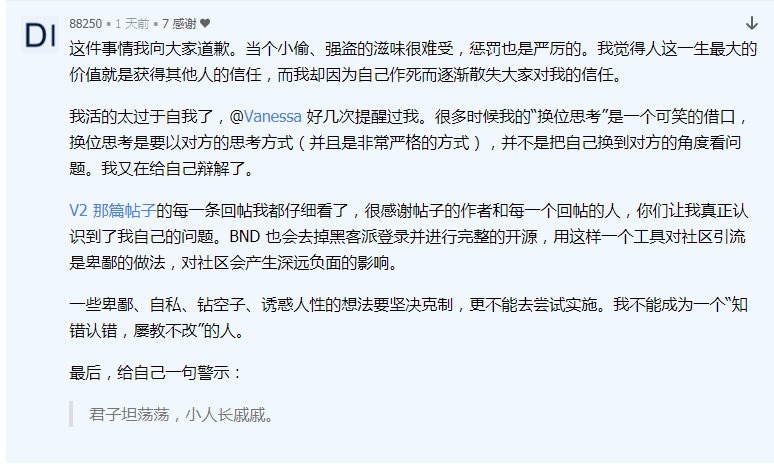 DI
88250 • 1 天前 • 7 感谢 ♥
这件事情我向大家道歉。当个小偷、强盗的滋味很难受，惩罚也是严厉的。我觉得人这一生最大的
价值就是获得其他人的信任，而我却因为自己作死而逐渐散失大家对我的信任。
我活的太过于自我了，@Vanessa 好几次提醒过我。很多时候我的“换位思考”是一个可笑的借口，
换位思考是要以对方的思考方式（并且是非常严格的方式），并不是把自己换到对方的角度看问
题。我又在给自己辩解了。
V2 那篇帖子的每一条回帖我都仔细看了，很感谢帖子的作者和每一个回帖的人，你们让我真正认
识到了我自己的问题。BND 也会去掉黑客派登录并进行完整的开源，用这样一个工具对社区引流
是卑鄙的做法，对社区会产生深远负面的影响。
一些卑鄙、自私、钻空子、诱惑人性的想法要坚决克制，更不能去尝试实施。我不能成为一个“知
错认错，屡教不改”的人。
最后，给自己一句警示：
君子坦荡荡，小人长戚戚。